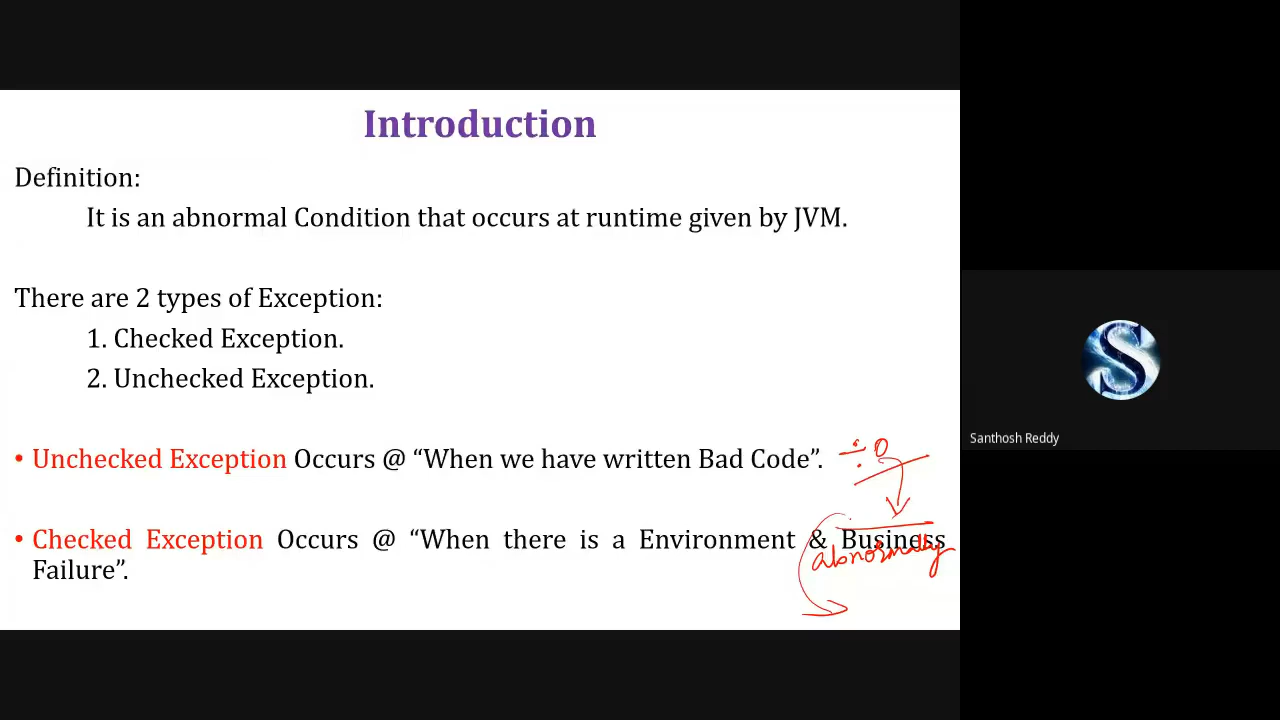 Introduction
Definition:
It is an abnormal Condition that occurs at runtime given by JVM.
There are 2 types of Exception:
1. Checked Exception.
2. Unchecked Exception.
• Unchecked Exception Occurs @ “When we have written Bad Code”. ÷0
• Checked Exception Occurs @ “When there is a Environment & Business
abnormally
Failure”.
Santhosh Reddy
S